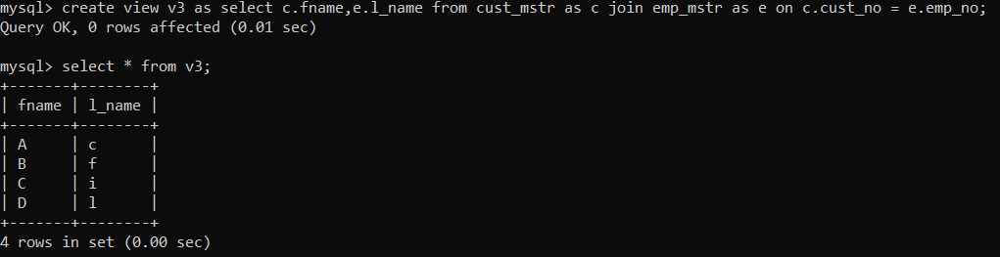 mysql> create view v3 as select c.fname,e.l_name from cust_mstr as c join emp_mstr as e on c.cust_no = e.emp_no;
Query OK, 0 rows affected (0.01 sec)

mysql> select * from v3;
+-------+--------+
| fname | l_name |
+-------+--------+
| A     | c      |
| B     | f      |
| C     | i      |
| D     | l      |
+-------+--------+
4 rows in set (0.00 sec)